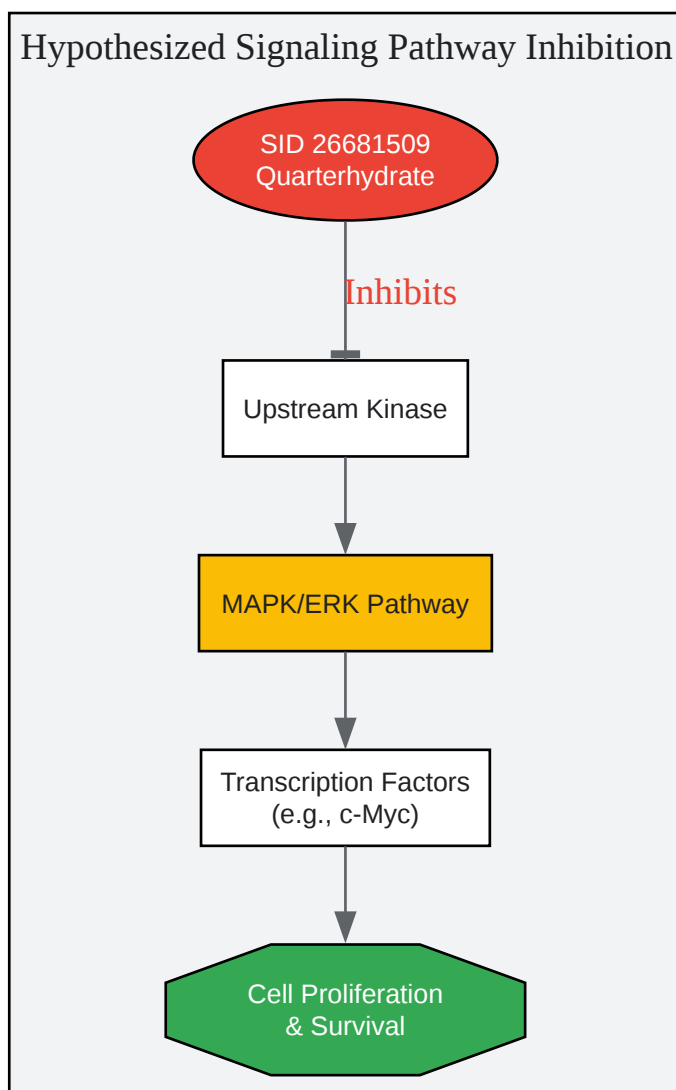 Hypothesized Signaling Pathway Inhibition
SID 26681509
Quarterhydrate
Inhibits
Upstream Kinase
MAPK/ERK Pathway
Transcription Factors
(e.g., c-Myc)
Cell Proliferation
& Survival